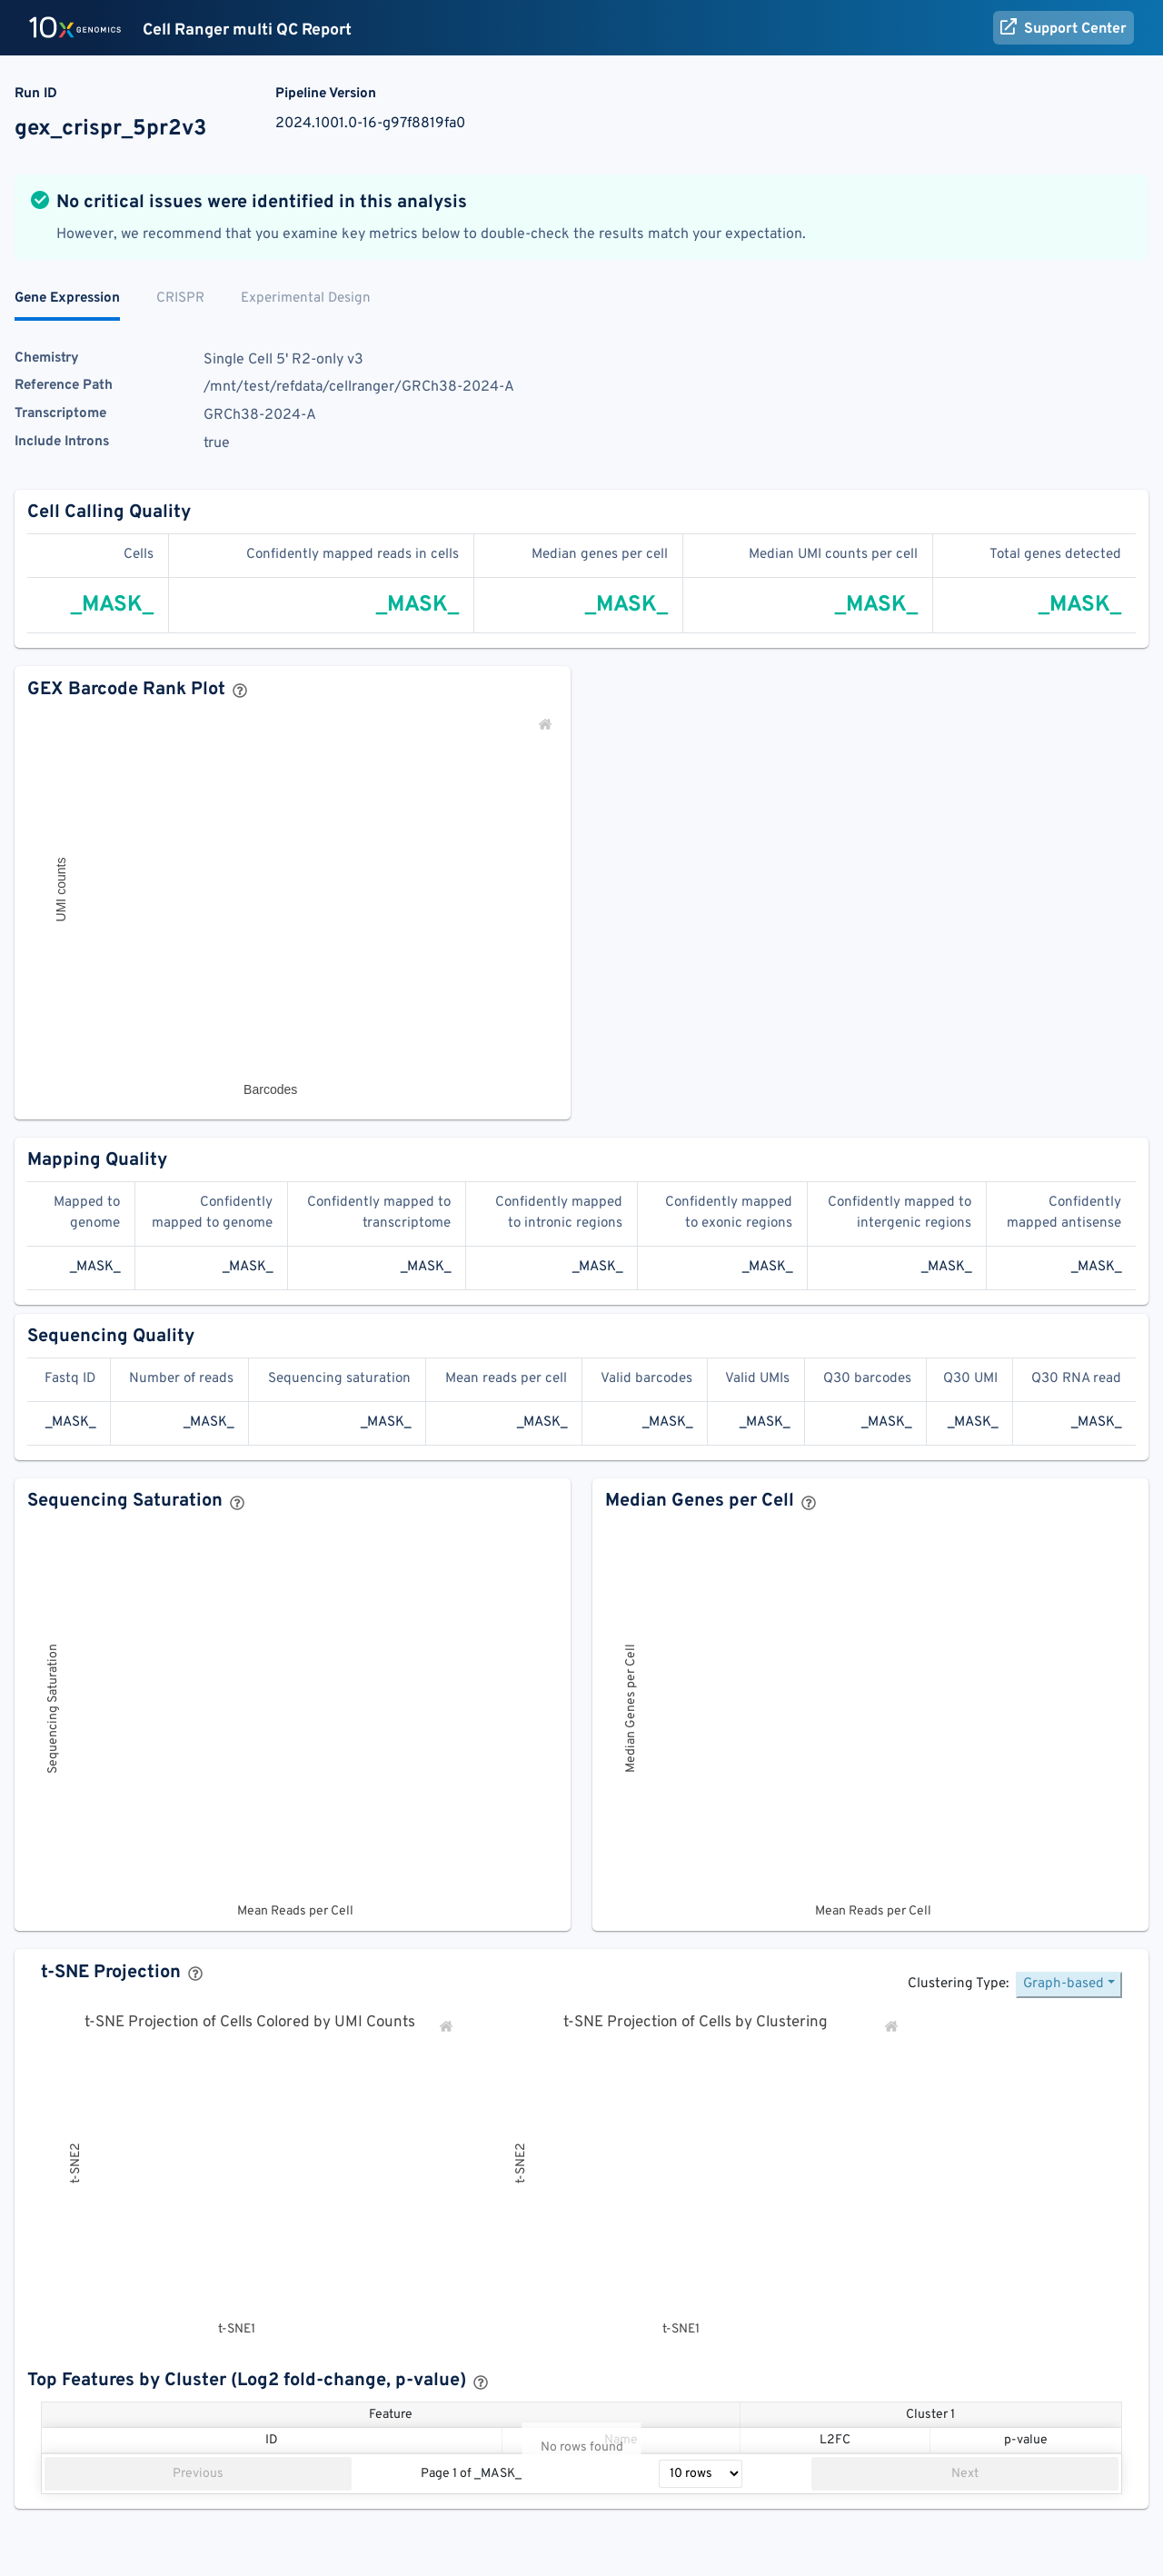 10x GENOMICS Cell Ranger multi QC Report Support Center
Run ID Pipeline Version
gex_crispr_5pr2v3 2024.1001.0-16-g97f8819fa0
No critical issues were identified in this analysis
However, we recommend that you examine key metrics below to double-check the results match your expectation.
Gene Expression CRISPR Experimental Design
Chemistry Single Cell 5' R2-only v3
Reference Path /mnt/test/refdata/cellranger/GRCh38-2024-A
Transcriptome GRCh38-2024-A
Include Introns true
Cell Calling Quality
Cells Confidently mapped reads in cells Median genes per cell Median UMI counts per cell Total genes detected
_MASK_ _MASK_ _MASK_ _MASK_ _MASK_
GEX Barcode Rank Plot
UMI counts
Barcodes
Mapping Quality
Mapped to genome Confidently mapped to genome Confidently mapped to transcriptome Confidently mapped to intronic regions Confidently mapped to exonic regions Confidently mapped to intergenic regions Confidently mapped antisense
_MASK_ _MASK_ _MASK_ _MASK_ _MASK_ _MASK_ _MASK_
Sequencing Quality
Fastq ID Number of reads Sequencing saturation Mean reads per cell Valid barcodes Valid UMIs Q30 barcodes Q30 UMI Q30 RNA read
_MASK_ _MASK_ _MASK_ _MASK_ _MASK_ _MASK_ _MASK_ _MASK_ _MASK_
Sequencing Saturation Median Genes per Cell
Sequencing Saturation
Median Genes per Cell
Mean Reads per Cell Mean Reads per Cell
t-SNE Projection
Clustering Type: Graph-based
t-SNE Projection of Cells Colored by UMI Counts t-SNE Projection of Cells by Clustering
t-SNE2 t-SNE2
t-SNE1 t-SNE1
Top Features by Cluster (Log2 fold-change, p-value)
Feature Cluster 1
ID Name L2FC p-value
No rows found
Previous Page 1 of _MASK_ 10 rows Next